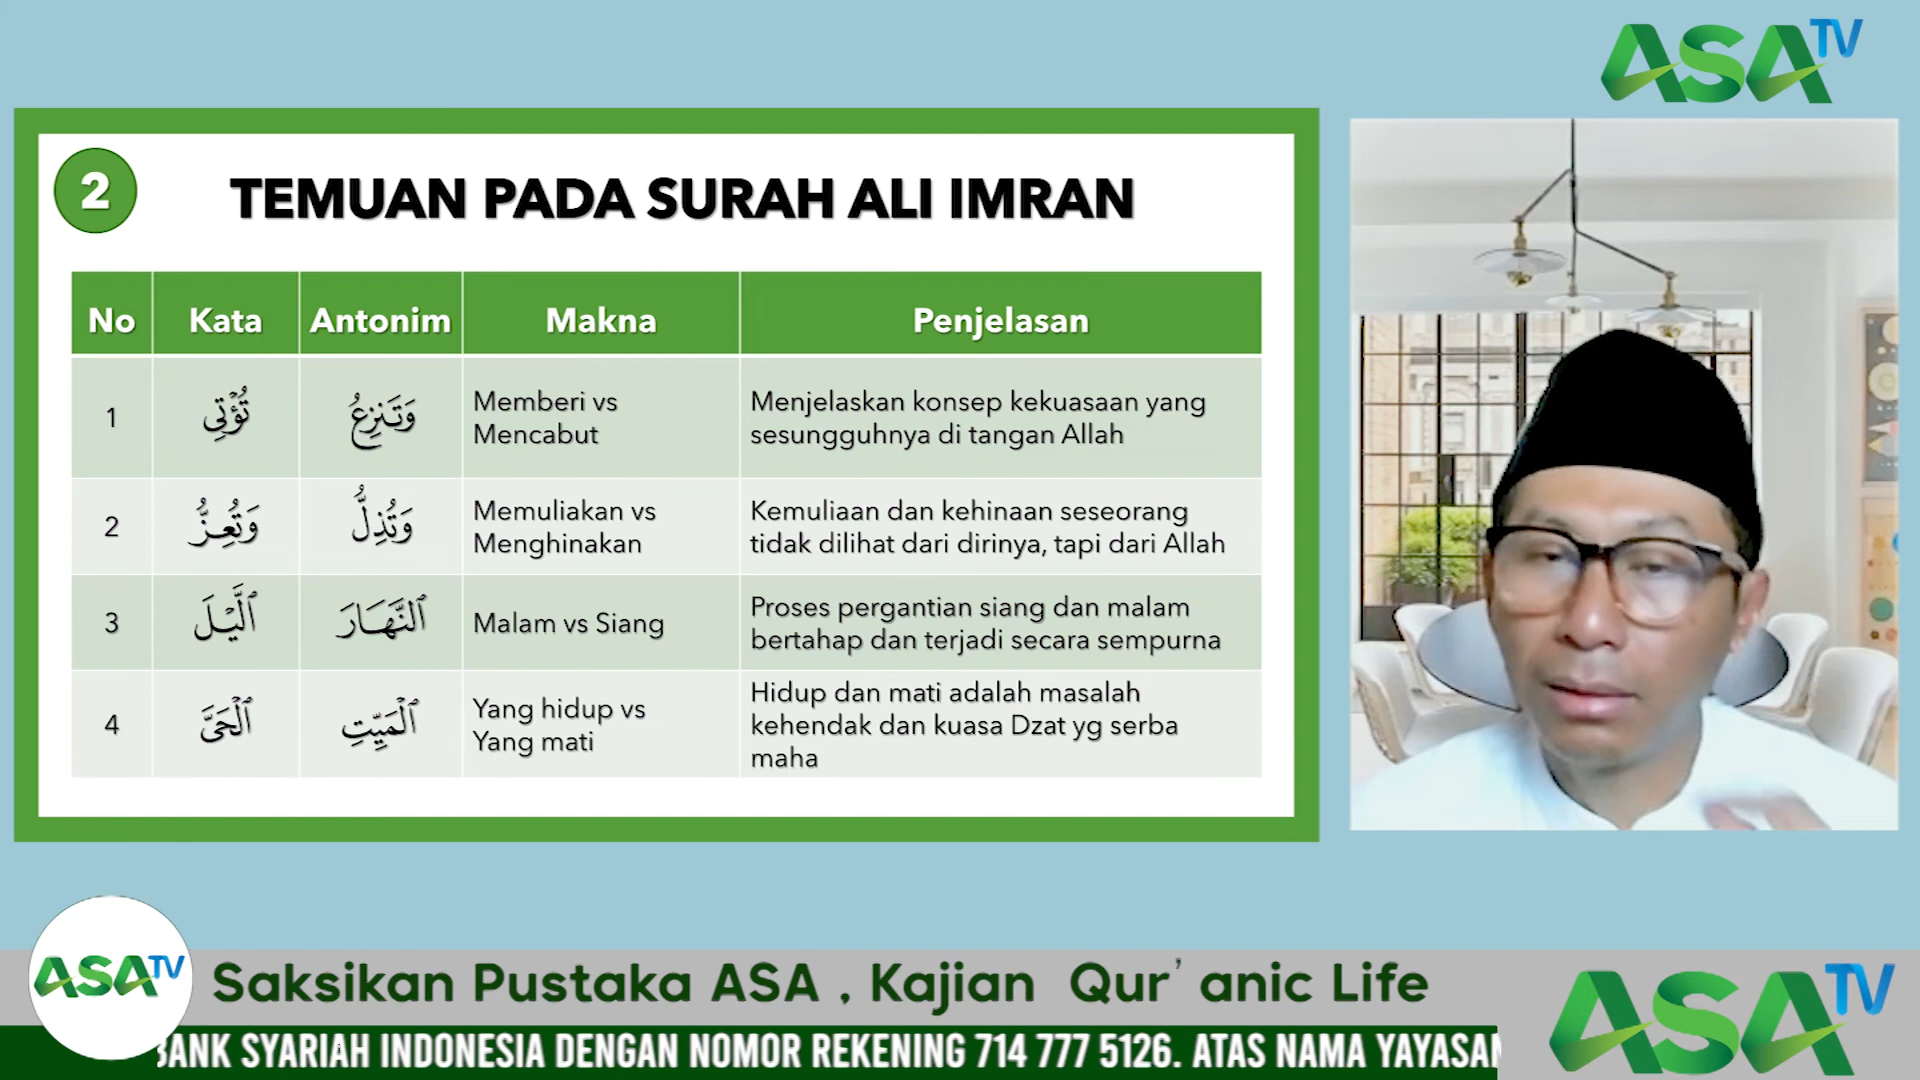 ASA TV
2
TEMUAN PADA SURAH ALI IMRAN
No Kata Antonim Makna Penjelasan
1 تُؤْتِى وَتَنزِعُ Memberi vs Mencabut Menjelaskan konsep kekuasaan yang sesungguhnya di tangan Allah
2 وَتُعِزُّ وَتُذِلُّ Memuliakan vs Menghinakan Kemuliaan dan kehinaan seseorang tidak dilihat dari dirinya, tapi dari Allah
3 ٱلَّيْلَ ٱلنَّهَارَ Malam vs Siang Proses pergantian siang dan malam bertahap dan terjadi secara sempurna
4 ٱلْحَىَّ ٱلْمَيِّتِ Yang hidup vs Yang mati Hidup dan mati adalah masalah kehendak dan kuasa Dzat yg serba maha
ASA TV
Saksikan Pustaka ASA , Kajian Qur’ anic Life
BANK SYARIAH INDONESIA DENGAN NOMOR REKENING 714 777 5126. ATAS NAMA YAYASAN
ASA TV